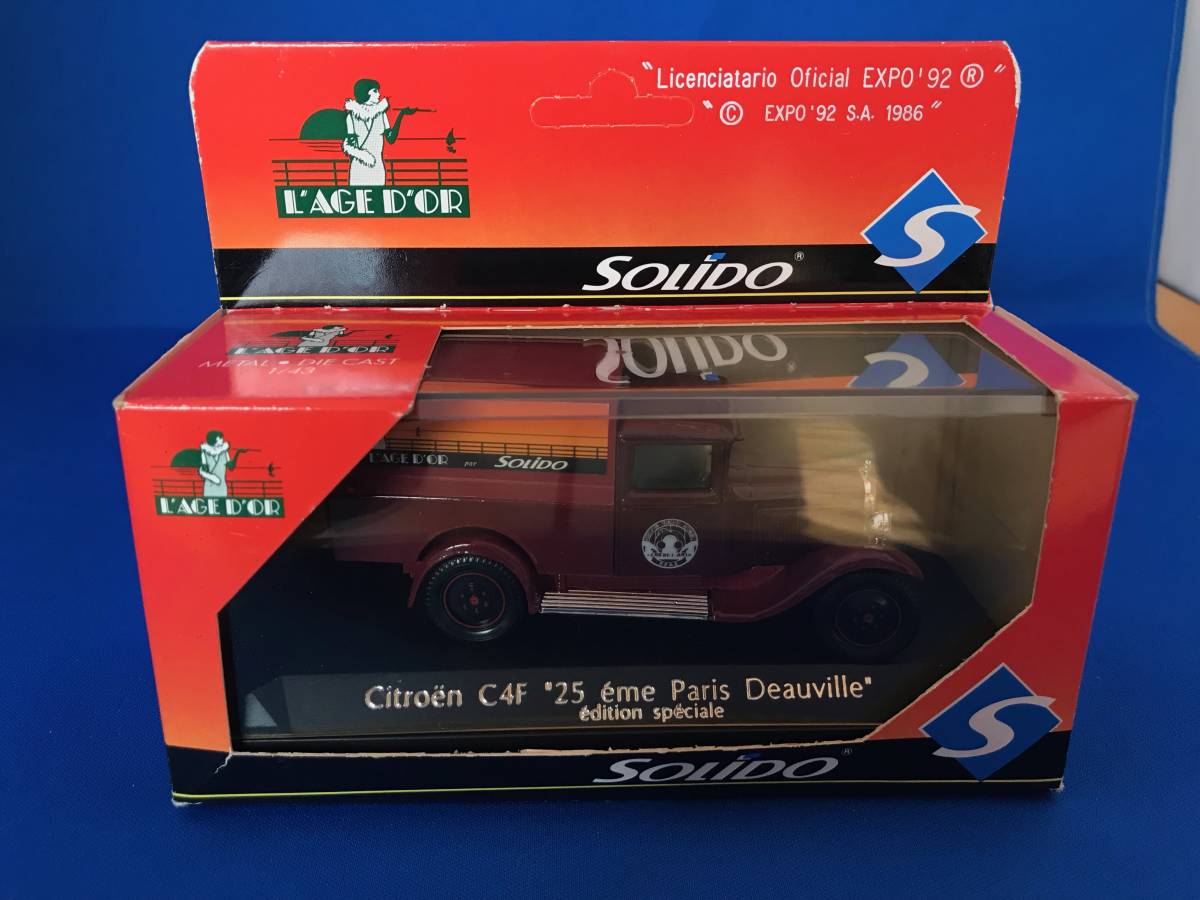 "Licenciatario Oficial EXPO'92 ® "
" © EXPO '92 S.A. 1986 "
L'AGE D'OR
SOLIDO ®
S
L'AGE D'OR
METAL • DIE CAST
1/43
SOLIDO
L'AGE D'OR par SOLIDO
L'AGE D'OR
Citroën C4F "25 éme Paris Deauville"
édition spéciale
S
SOLIDO ®